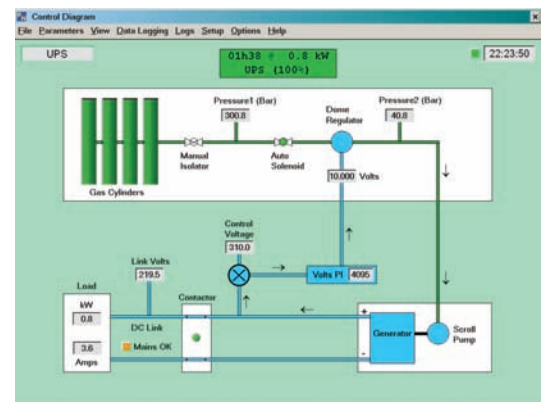 Control Diagram
File Parameters View Data Logging Logs Setup Options Help
UPS
01h38 @ 0.8 kW
UPS (100%)
22:23:50
Pressure1 (Bar)
300.8
Dome
Regulator
Pressure2 (Bar)
40.8
Manual
Isolator
Auto
Solenoid
Gas Cylinders
10.000 Volts
Control
Voltage
310.0
Link Volts
219.5
Volts PI 4095
Load
kW
0.8
Contactor
DC Link
Mains OK
3.6
Amps
+
Generator
-
Scroll
Pump